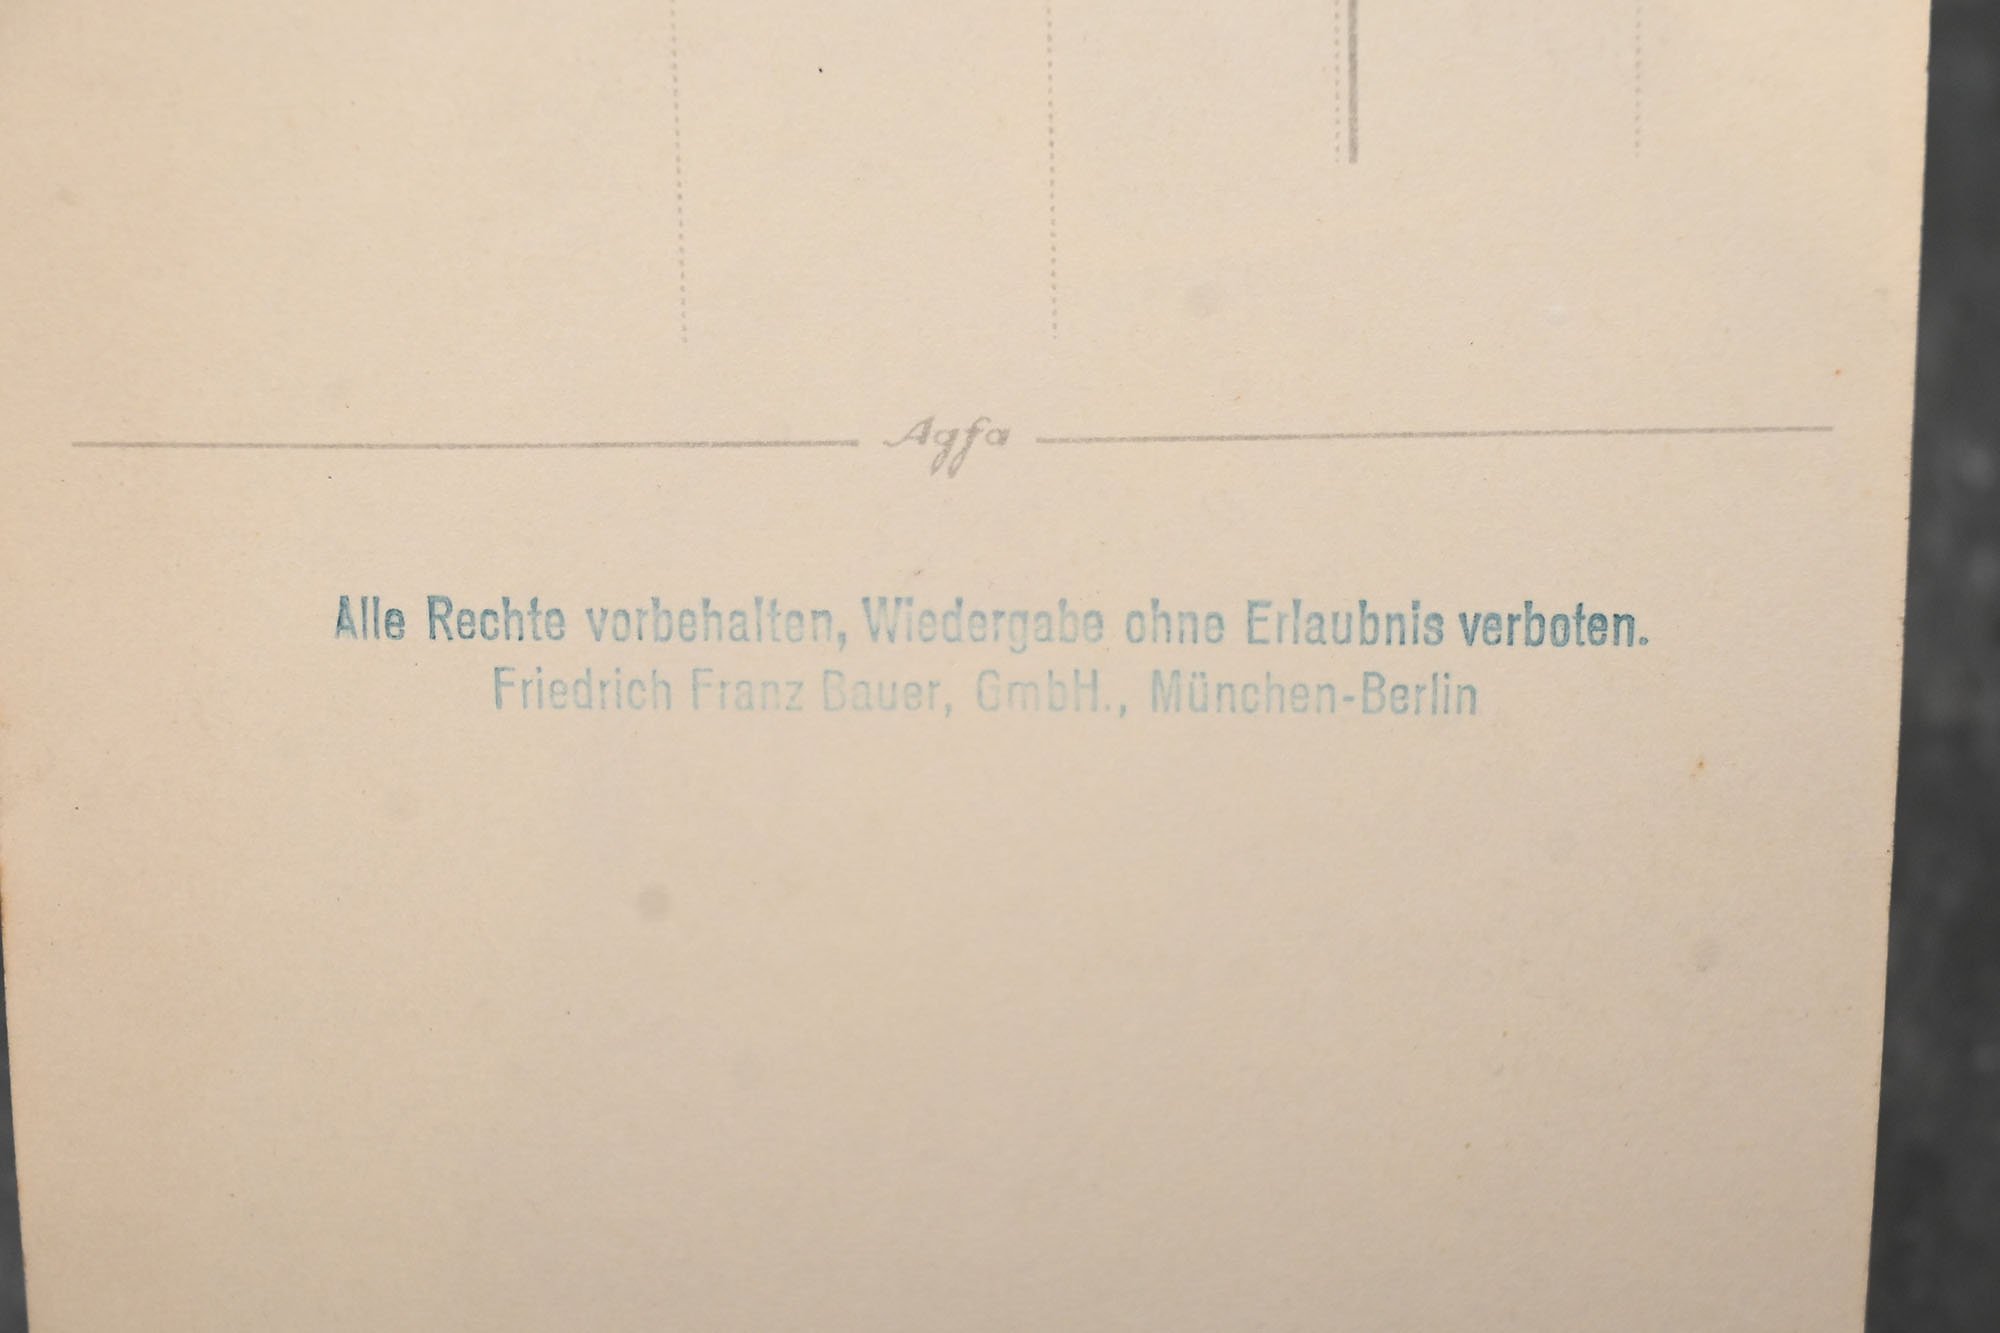 Agfa
Alle Rechte vorbehalten, Wiedergabe ohne Erlaubnis verboten.
Friedrich Franz Bauer, GmbH., München-Berlin